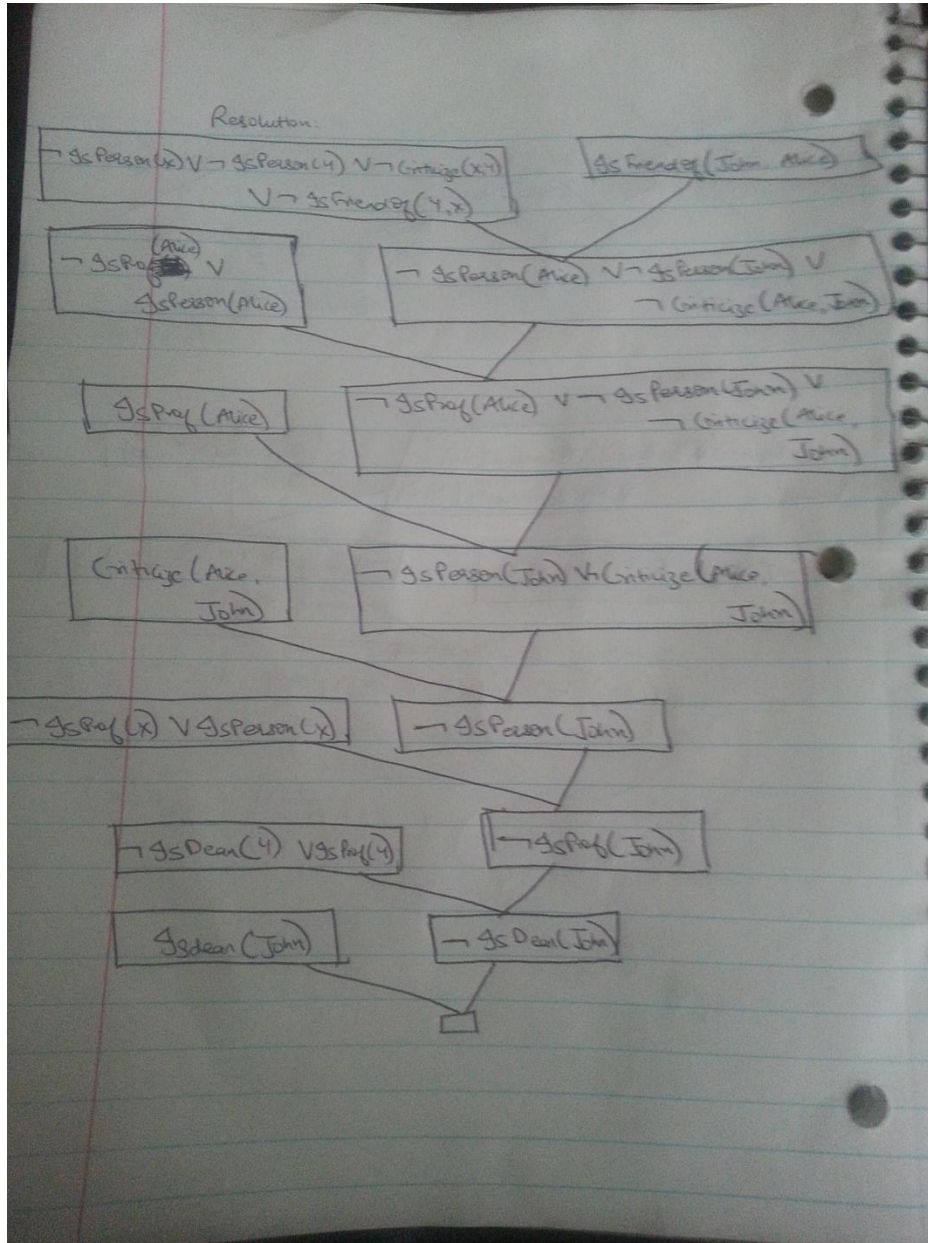 Resolution:
¬IsPerson(x) V ¬IsPerson(y) V ¬Criticize(x,y)
V ¬IsFriendof(y,x)
IsFriendof(John, Alice)
(Alice)
¬IsProf V
IsPerson(Alice)
¬IsPerson(Alice) V ¬IsPerson(John) V
¬Criticize(Alice, John)
IsProf(Alice)
¬IsProf(Alice) V ¬IsPerson(John) V
¬Criticize(Alice,
John)
Criticize(Alice,
John)
¬IsPerson(John) V ¬Criticize(Alice,
John)
¬IsProf(x) V IsPerson(x)
¬IsPerson(John)
¬IsDean(y) V IsProf(y)
¬IsProf(John)
Isdean(John)
¬IsDean(John)